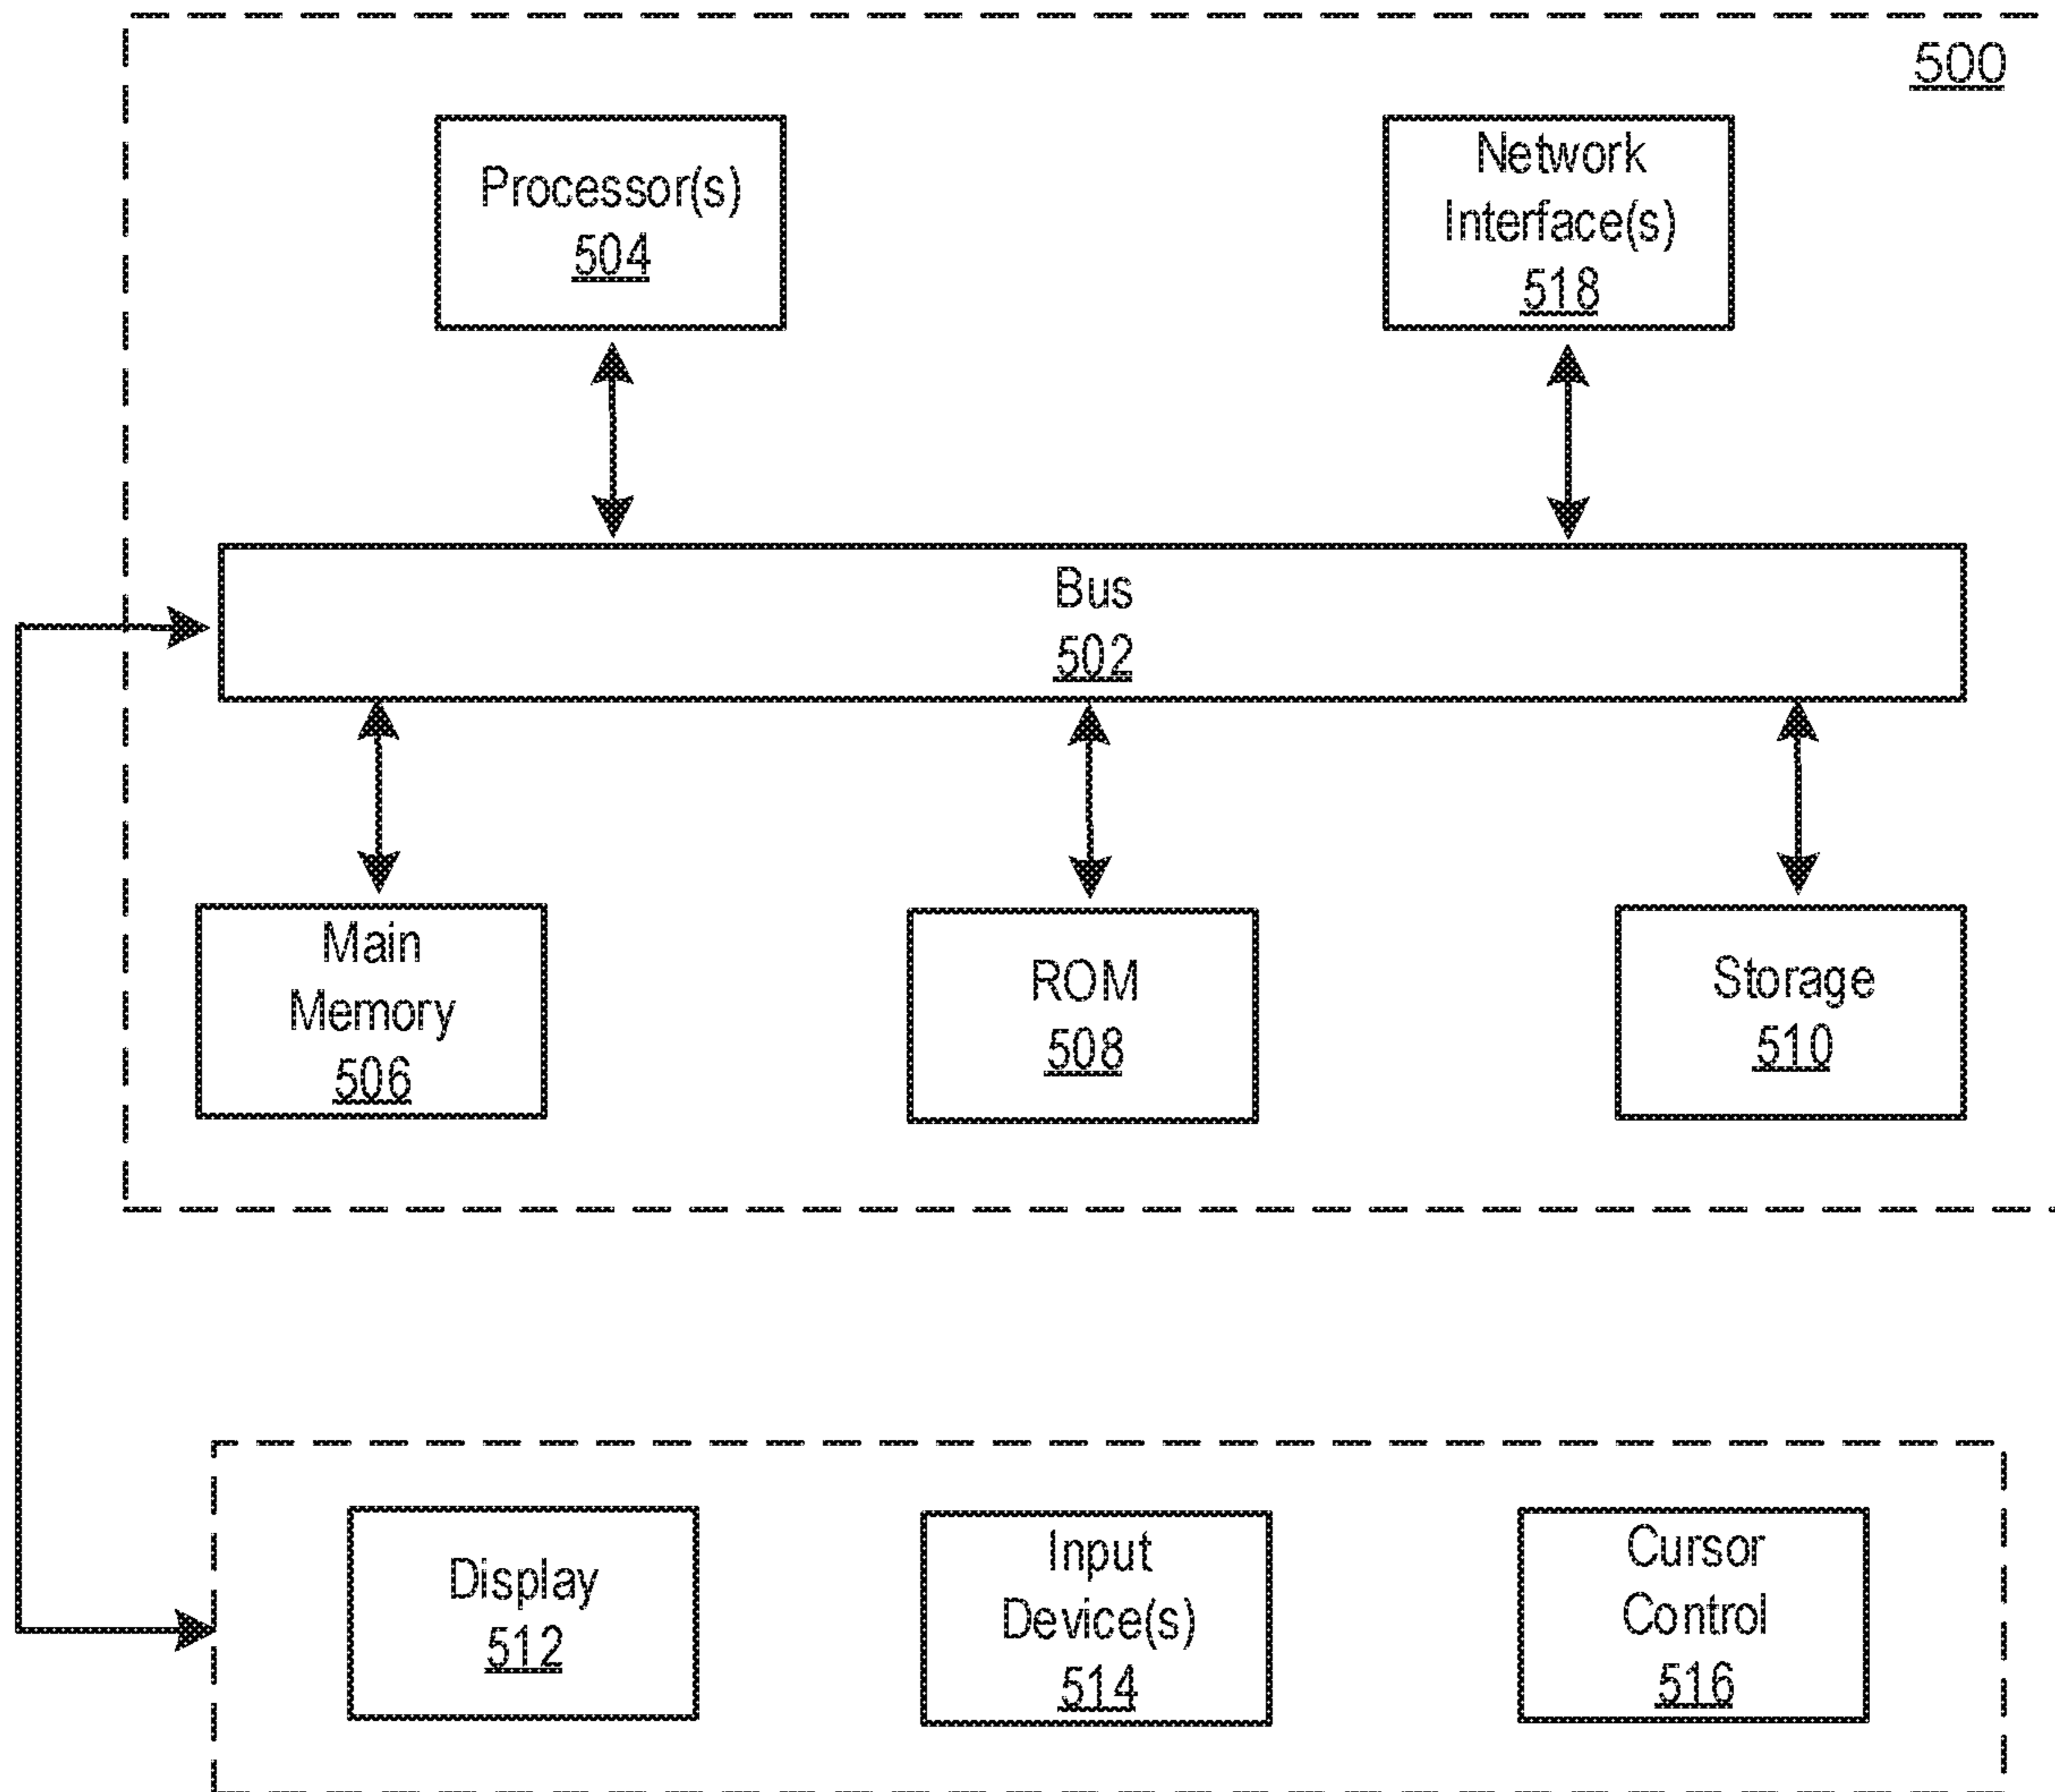 500
Processor(s)
504
Network
Interface(s)
518
Bus
502
Main
Memory
506
ROM
508
Storage
510
Display
512
Input
Device(s)
514
Cursor
Control
516